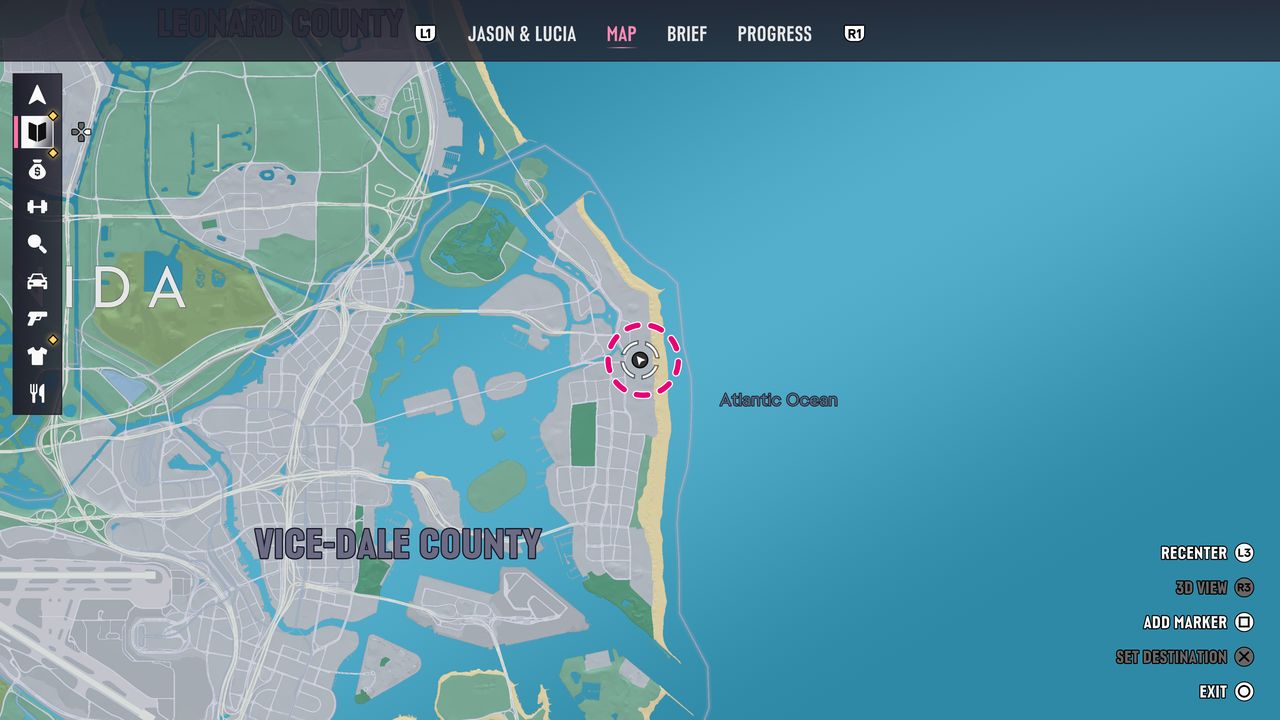 LEONARD COUNTY
L1 JASON & LUCIA MAP BRIEF PROGRESS R1
IDA
Atlantic Ocean
VICE-DALE COUNTY
RECENTER L3
3D VIEW R3
ADD MARKER
SET DESTINATION
EXIT